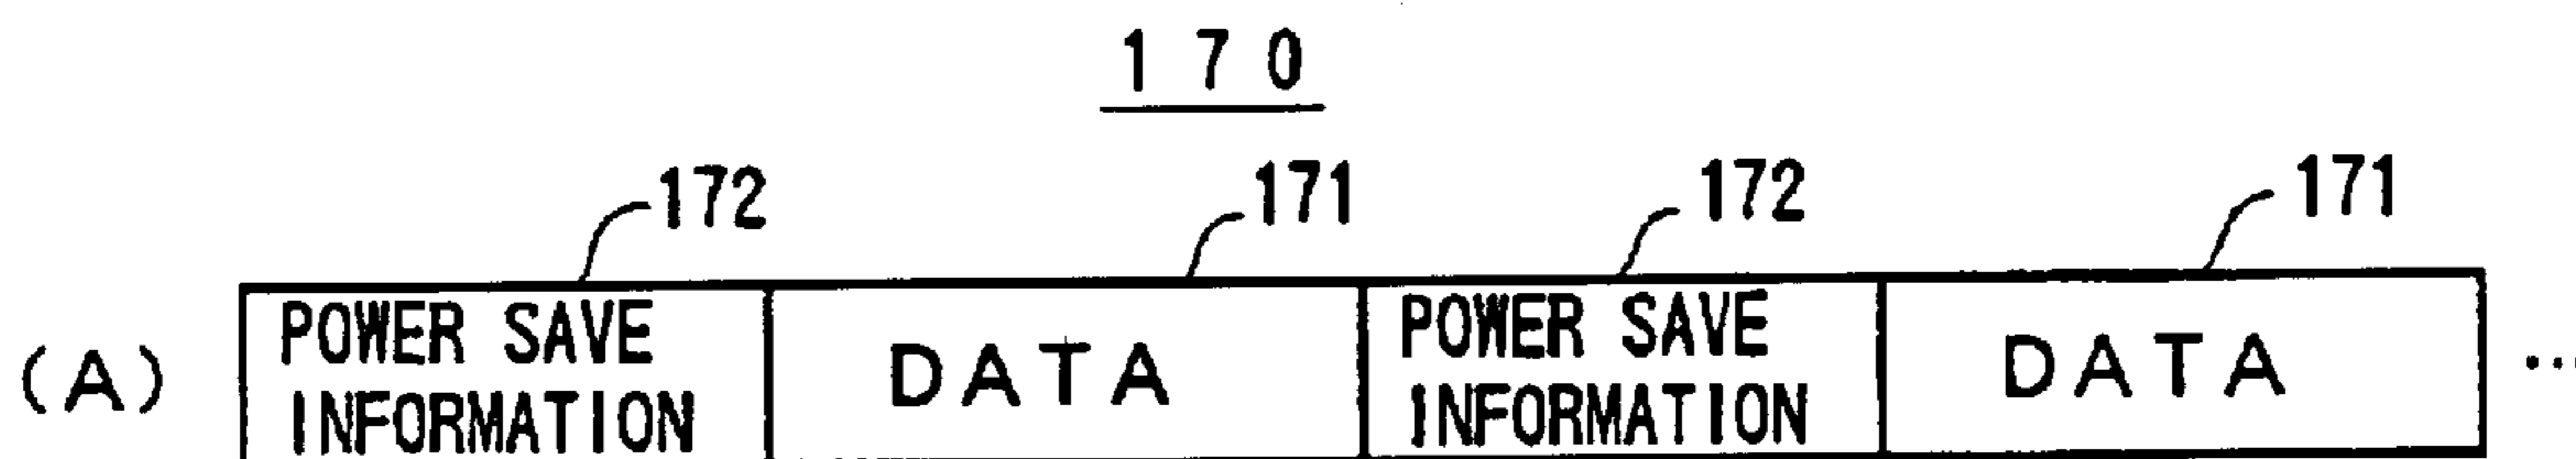 170
172 171 172 171
(A) POWER SAVE INFORMATION DATA POWER SAVE INFORMATION DATA ...